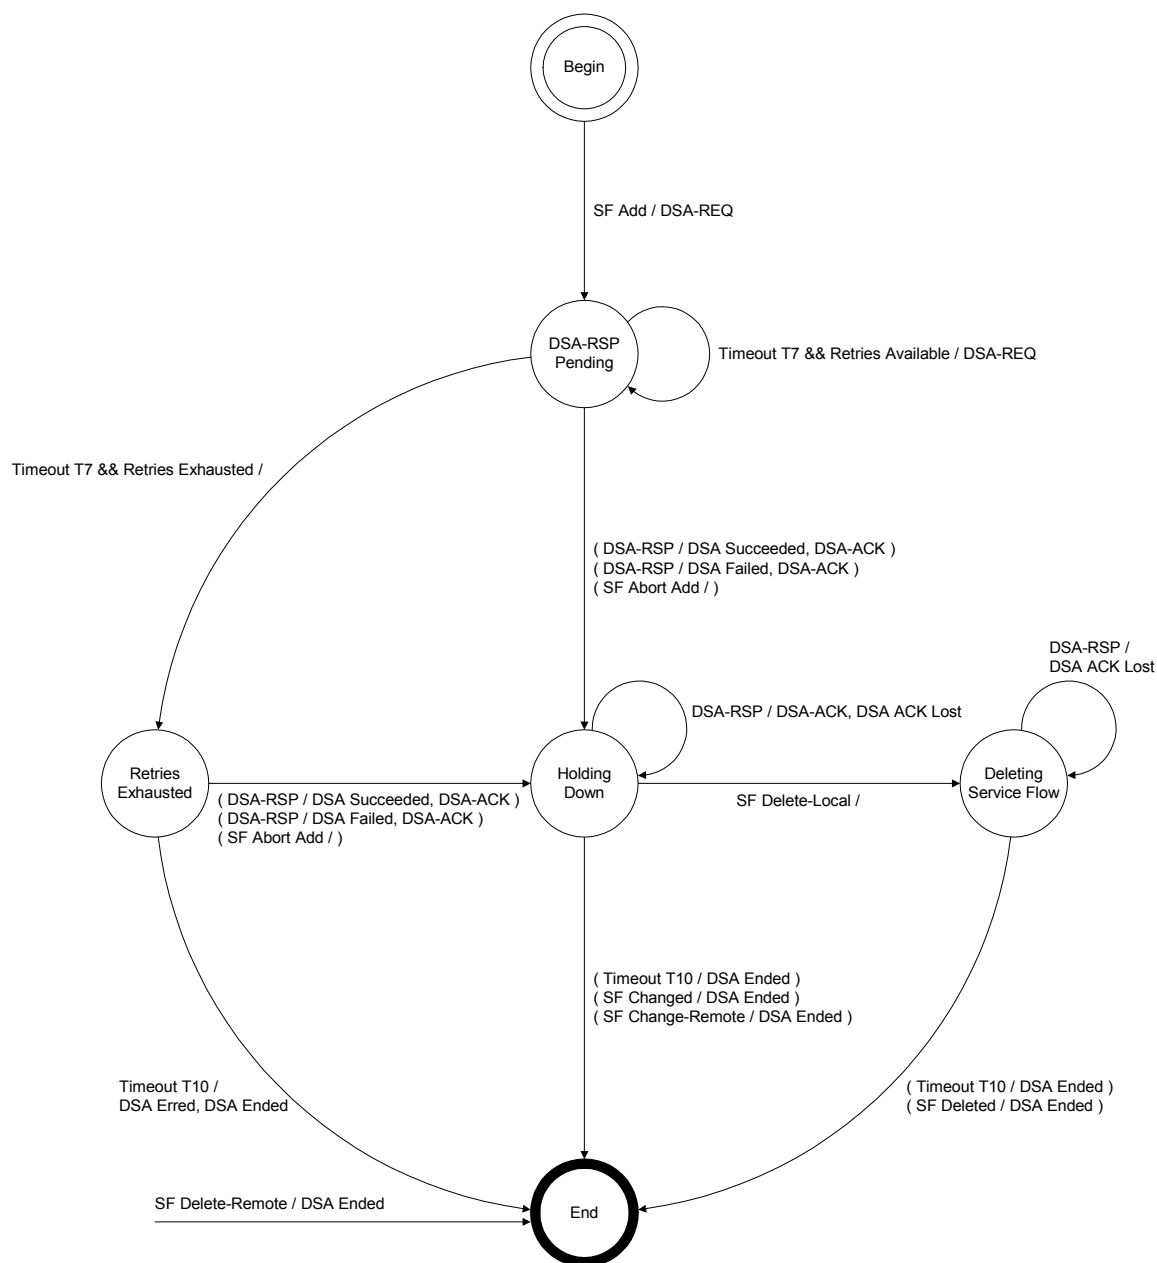 Begin
SF Add / DSA-REQ
DSA-RSP
Pending
Timeout T7 && Retries Available / DSA-REQ
Timeout T7 && Retries Exhausted /
( DSA-RSP / DSA Succeeded, DSA-ACK )
( DSA-RSP / DSA Failed, DSA-ACK )
( SF Abort Add / )
DSA-RSP /
DSA ACK Lost
DSA-RSP / DSA-ACK, DSA ACK Lost
Retries
Exhausted
Holding
Down
Deleting
Service Flow
( DSA-RSP / DSA Succeeded, DSA-ACK )
( DSA-RSP / DSA Failed, DSA-ACK )
( SF Abort Add / )
SF Delete-Local /
( Timeout T10 / DSA Ended )
( SF Changed / DSA Ended )
( SF Change-Remote / DSA Ended )
Timeout T10 /
DSA Erred, DSA Ended
( Timeout T10 / DSA Ended )
( SF Deleted / DSA Ended )
SF Delete-Remote / DSA Ended
End